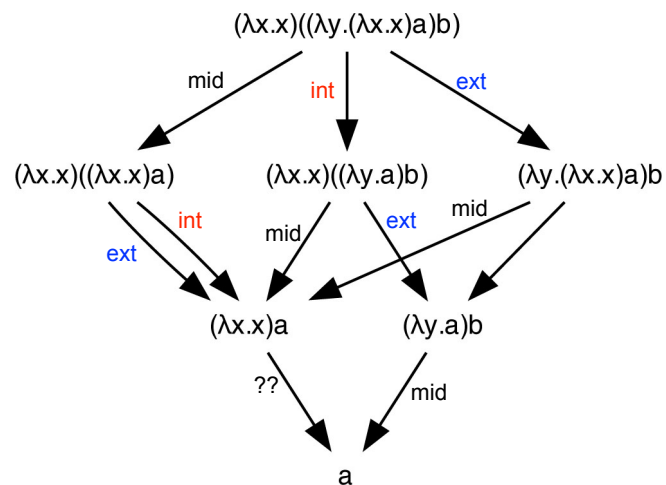 (λx.x)((λy.(λx.x)a)b)
mid
int
ext
(λx.x)((λx.x)a)
(λx.x)((λy.a)b)
(λy.(λx.x)a)b
ext
int
mid
ext
mid
(λx.x)a
(λy.a)b
??
mid
a